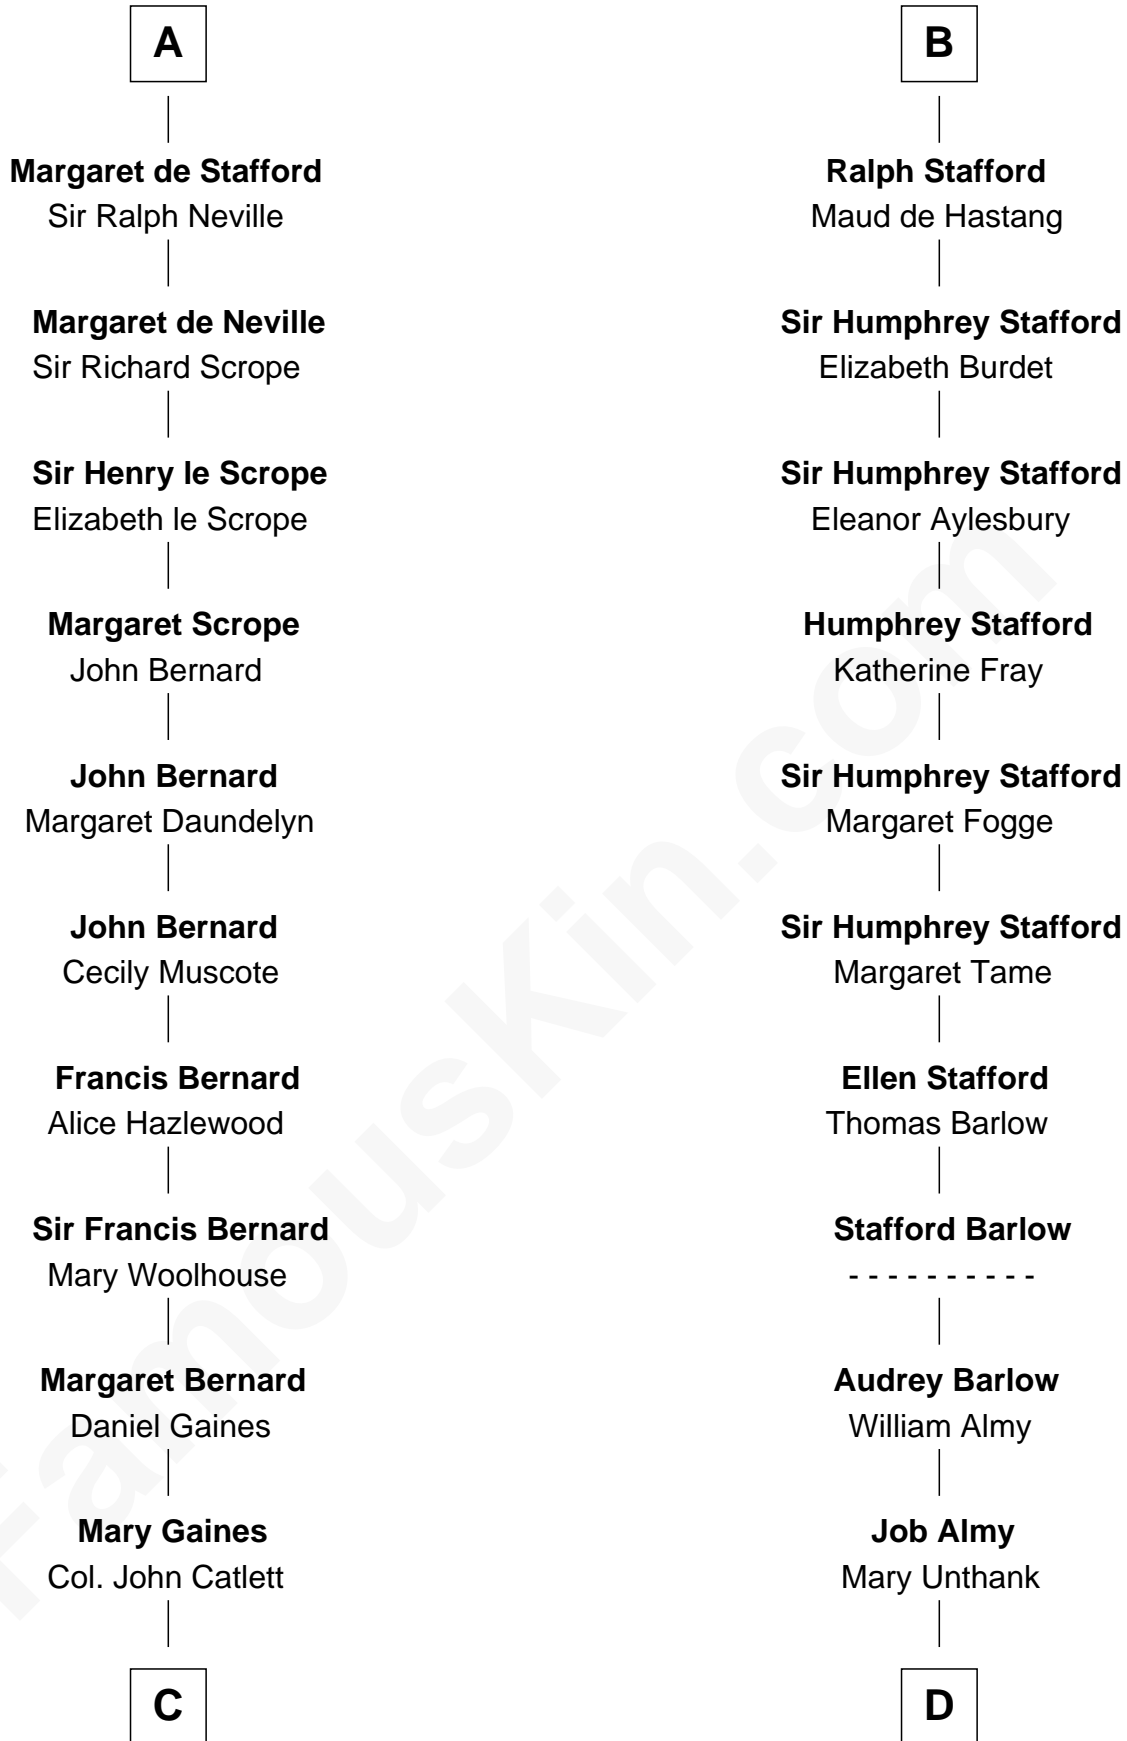 A
Margaret de Stafford
Sir Ralph Neville
Margaret de Neville
Sir Richard Scrope
Sir Henry le Scrope
Elizabeth le Scrope
Margaret Scrope
John Bernard
John Bernard
Margaret Daundelyn
John Bernard
Cecily Muscote
Francis Bernard
Alice Hazlewood
Sir Francis Bernard
Mary Woolhouse
Margaret Bernard
Daniel Gaines
Mary Gaines
Col. John Catlett
C
B
Ralph Stafford
Maud de Hastang
Sir Humphrey Stafford
Elizabeth Burdet
Sir Humphrey Stafford
Eleanor Aylesbury
Humphrey Stafford
Katherine Fray
Sir Humphrey Stafford
Margaret Fogge
Sir Humphrey Stafford
Margaret Tame
Ellen Stafford
Thomas Barlow
Stafford Barlow
- - - - - - - - - -
Audrey Barlow
William Almy
Job Almy
Mary Unthank
D
FamousKin.com